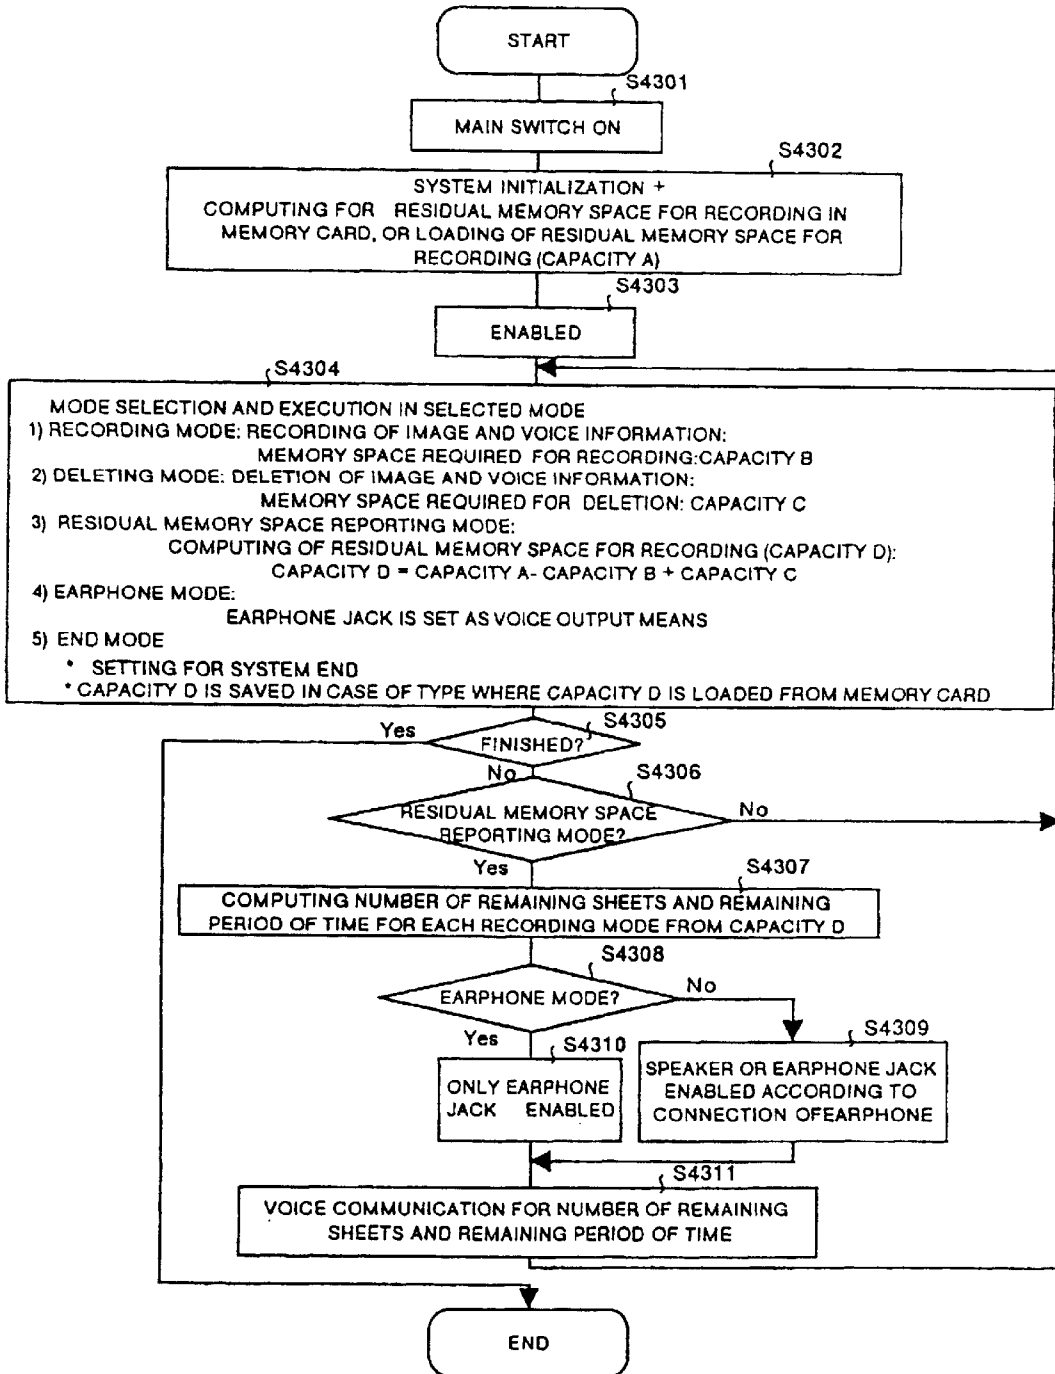 START
S4301
MAIN SWITCH ON
S4302
SYSTEM INITIALIZATION +
COMPUTING FOR RESIDUAL MEMORY SPACE FOR RECORDING IN
MEMORY CARD, OR LOADING OF RESIDUAL MEMORY SPACE FOR
RECORDING (CAPACITY A)
S4303
ENABLED
S4304
MODE SELECTION AND EXECUTION IN SELECTED MODE
1) RECORDING MODE: RECORDING OF IMAGE AND VOICE INFORMATION:
MEMORY SPACE REQUIRED FOR RECORDING:CAPACITY B
2) DELETING MODE: DELETION OF IMAGE AND VOICE INFORMATION:
MEMORY SPACE REQUIRED FOR DELETION: CAPACITY C
3) RESIDUAL MEMORY SPACE REPORTING MODE:
COMPUTING OF RESIDUAL MEMORY SPACE FOR RECORDING (CAPACITY D):
CAPACITY D = CAPACITY A- CAPACITY B + CAPACITY C
4) EARPHONE MODE:
EARPHONE JACK IS SET AS VOICE OUTPUT MEANS
5) END MODE
* SETTING FOR SYSTEM END
* CAPACITY D IS SAVED IN CASE OF TYPE WHERE CAPACITY D IS LOADED FROM MEMORY CARD
S4305
Yes
FINISHED?
No
S4306
RESIDUAL MEMORY SPACE
REPORTING MODE?
No
Yes
S4307
COMPUTING NUMBER OF REMAINING SHEETS AND REMAINING
PERIOD OF TIME FOR EACH RECORDING MODE FROM CAPACITY D
S4308
EARPHONE MODE?
No
Yes
S4310
ONLY EARPHONE
JACK ENABLED
S4309
SPEAKER OR EARPHONE JACK
ENABLED ACCORDING TO
CONNECTION OFEARPHONE
S4311
VOICE COMMUNICATION FOR NUMBER OF REMAINING
SHEETS AND REMAINING PERIOD OF TIME
END